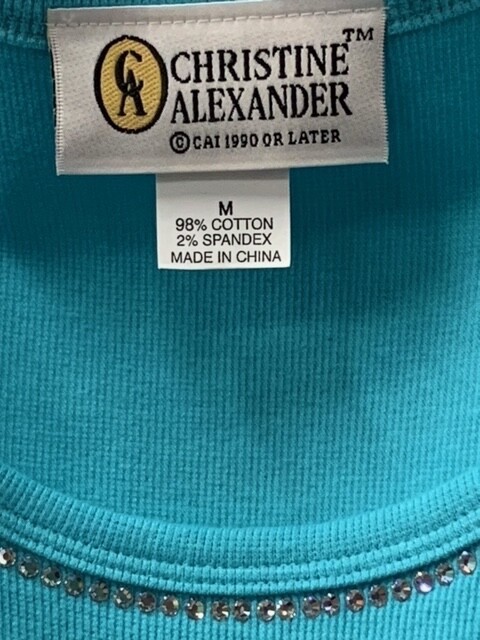 CA
CHRISTINE™
ALEXANDER
© CAI 1990 OR LATER
M
98% COTTON
2% SPANDEX
MADE IN CHINA